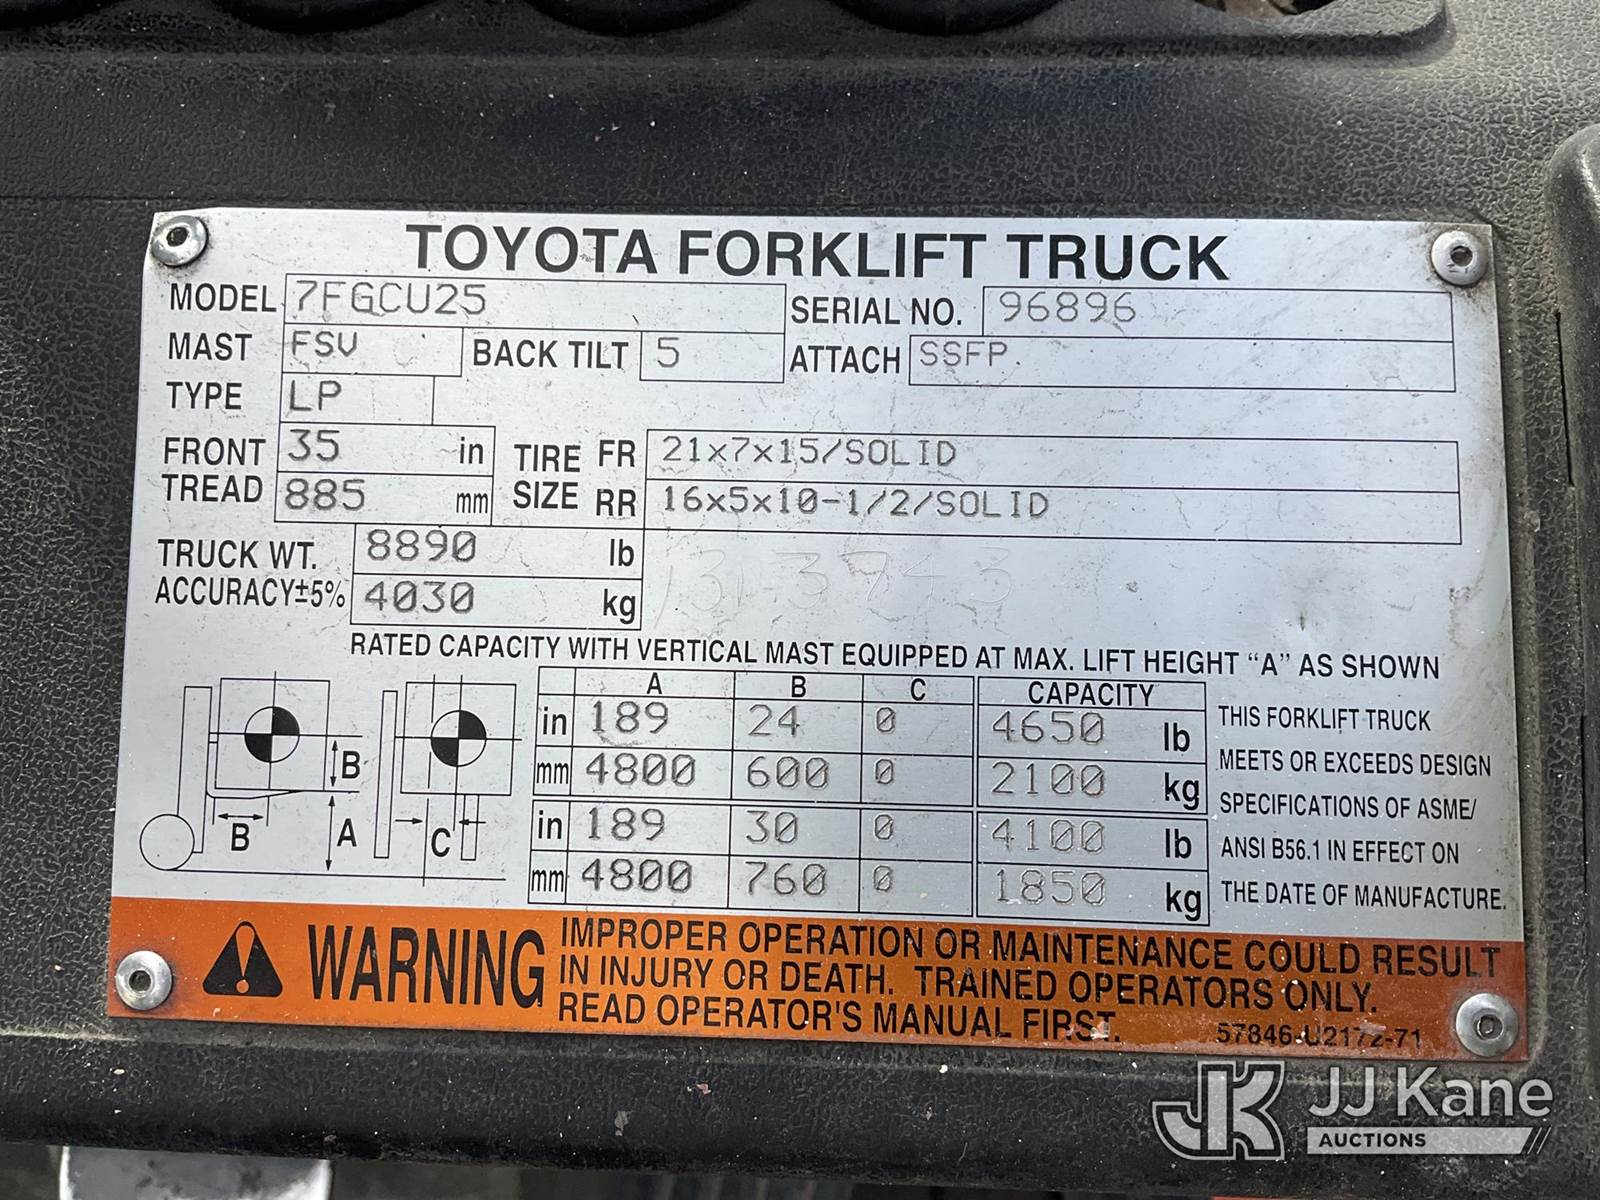 TOYOTA FORKLIFT TRUCK
MODEL 7FGCU25 SERIAL NO. 96896
MAST FSV BACK TILT 5 ATTACH SSFP
TYPE LP
FRONT TREAD 35 in TIRE SIZE FR 21x7x15/SOLID
885 mm RR 16x5x10-1/2/SOLID
TRUCK WT. 8890 lb
ACCURACY±5% 4030 kg
RATED CAPACITY WITH VERTICAL MAST EQUIPPED AT MAX. LIFT HEIGHT "A" AS SHOWN
A B C CAPACITY
in 189 24 0 4650 lb
mm 4800 600 0 2100 kg
in 189 30 0 4100 lb
mm 4800 760 0 1850 kg
B
B
A
C
THIS FORKLIFT TRUCK
MEETS OR EXCEEDS DESIGN
SPECIFICATIONS OF ASME/
ANSI B56.1 IN EFFECT ON
THE DATE OF MANUFACTURE.
WARNING
IMPROPER OPERATION OR MAINTENANCE COULD RESULT
IN INJURY OR DEATH. TRAINED OPERATORS ONLY.
READ OPERATOR'S MANUAL FIRST.
57846-U2172-71
JK JJ Kane
AUCTIONS